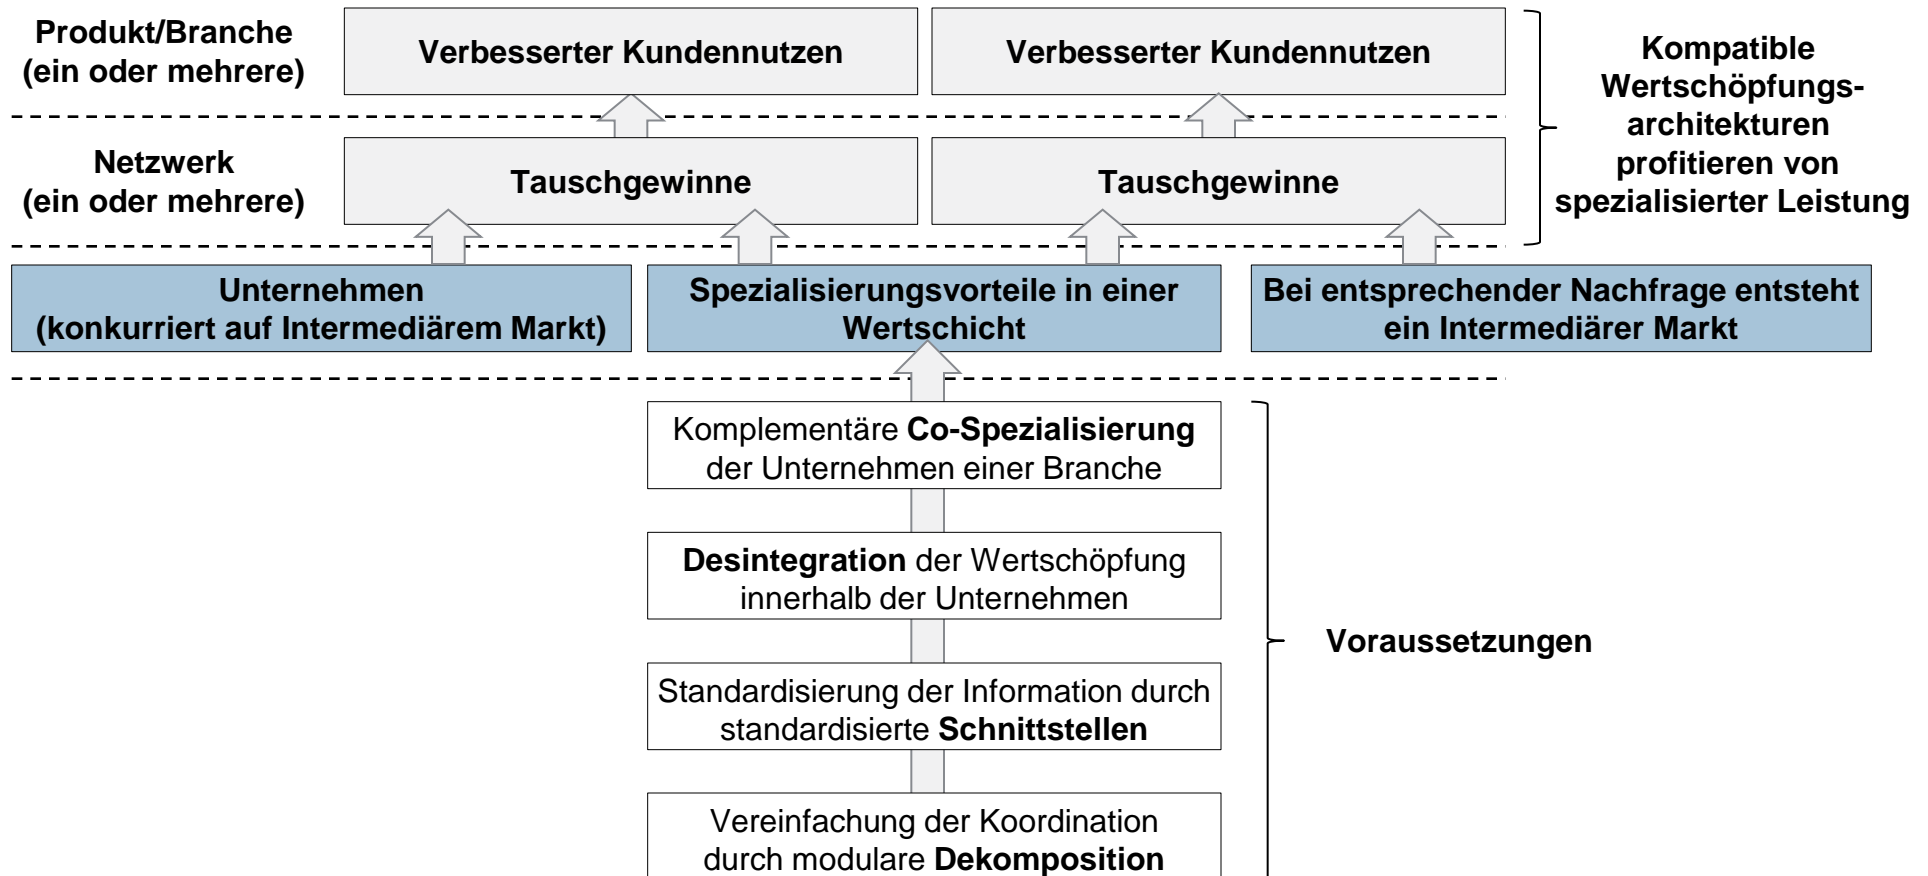 Produkt/Branche
(ein oder mehrere)
Verbesserter Kundennutzen
Verbesserter Kundennutzen
Kompatible
Wertschöpfungs-
architekturen
profitieren von
spezialisierter Leistung
Netzwerk
(ein oder mehrere)
Tauschgewinne
Tauschgewinne
Unternehmen
(konkurriert auf Intermediärem Markt)
Spezialisierungsvorteile in einer
Wertschicht
Bei entsprechender Nachfrage entsteht
ein Intermediärer Markt
Komplementäre Co-Spezialisierung
der Unternehmen einer Branche
Desintegration der Wertschöpfung
innerhalb der Unternehmen
Voraussetzungen
Standardisierung der Information durch
standardisierte Schnittstellen
Vereinfachung der Koordination
durch modulare Dekomposition